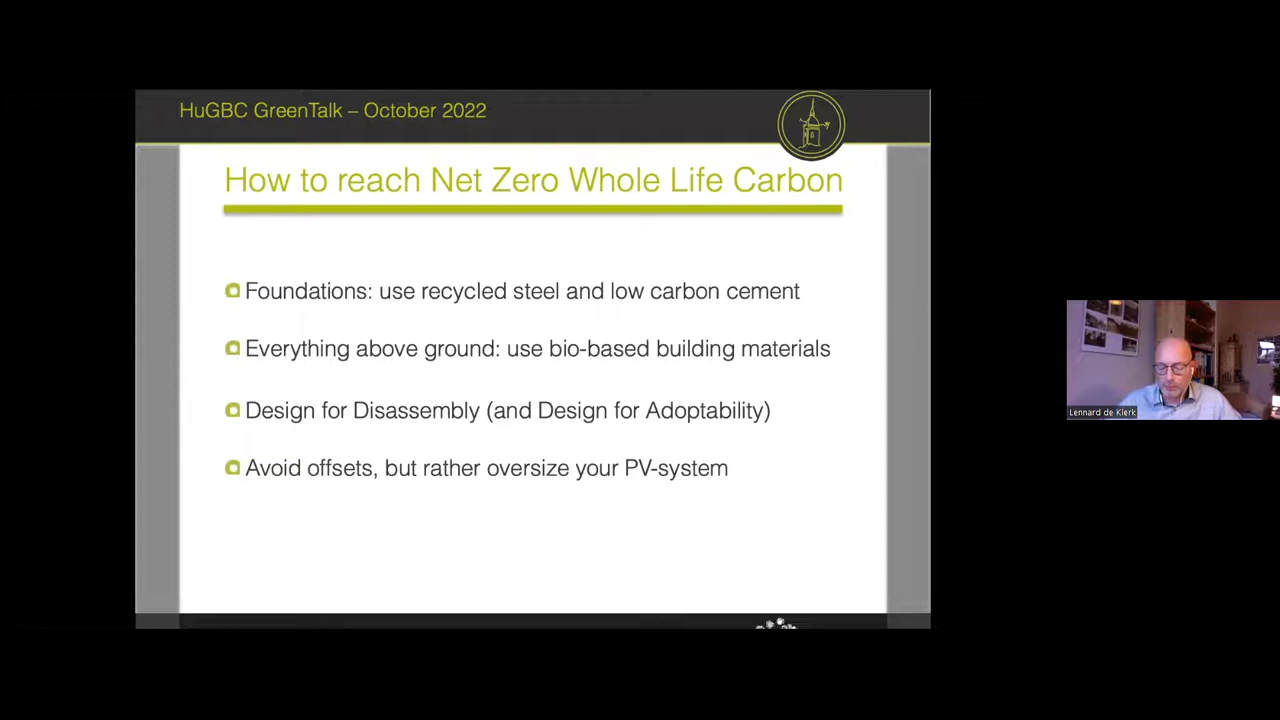 HuGBC GreenTalk – October 2022
How to reach Net Zero Whole Life Carbon
Foundations: use recycled steel and low carbon cement
Everything above ground: use bio-based building materials
Design for Disassembly (and Design for Adoptability)
Avoid offsets, but rather oversize your PV-system
Lennard de Klerk